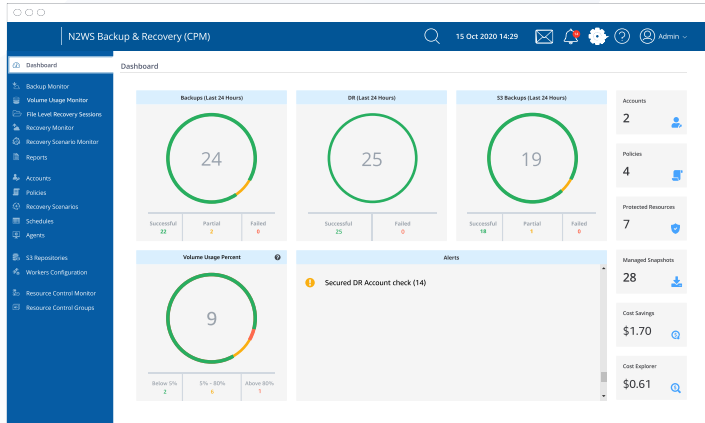 N2WS Backup & Recovery (CPM)
15 Oct 2020 14:29
Admin
Dashboard
Backup Monitor
Volume Usage Monitor
File Level Recovery Sessions
Recovery Monitor
Recovery Scenario Monitor
Reports
Accounts
Policies
Recovery Scenarios
Schedules
Agents
S3 Repositories
Workers Configuration
Resource Control Monitor
Resource Control Groups
Dashboard
Backups (Last 24 Hours)
24
Successful Partial Failed
22 2 0
DR (Last 24 Hours)
25
Successful Failed
25 0
S3 Backups (Last 24 Hours)
19
Successful Partial Failed
18 1 0
Volume Usage Percent ?
9
Below 5% 5% - 80% Above 80%
2 6 1
Alerts
Secured DR Account check (14)
Accounts
2
Policies
4
Protected Resources
7
Managed Snapshots
28
Cost Savings
$1.70
Cost Explorer
$0.61